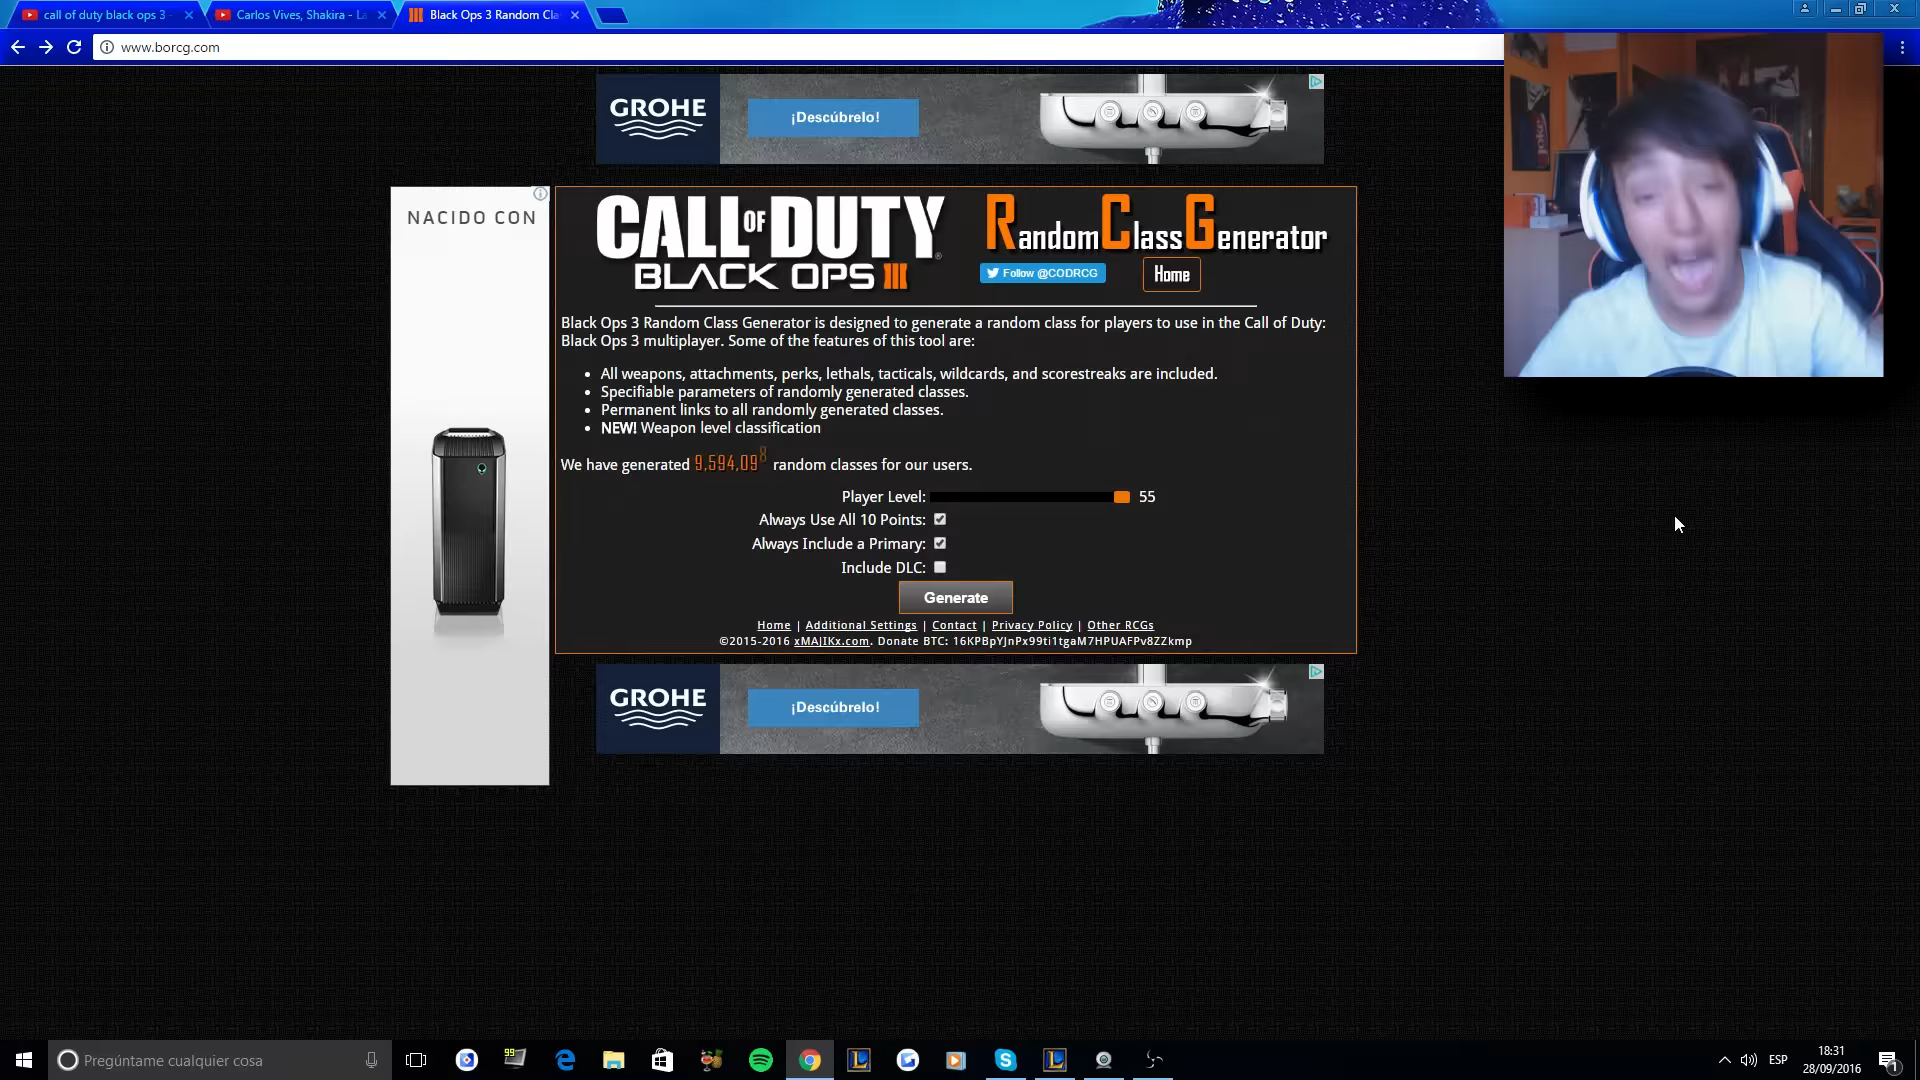 call of duty black ops 3 -
Carlos Vives, Shakira - La
Black Ops 3 Random Cla
www.borcg.com
GROHE
¡Descúbrelo!
NACIDO CON
CALL OF DUTY
BLACK OPS III
RandomClassGenerator
Follow @CODRCG
Home
Black Ops 3 Random Class Generator is designed to generate a random class for players to use in the Call of Duty:
Black Ops 3 multiplayer. Some of the features of this tool are:
All weapons, attachments, perks, lethals, tacticals, wildcards, and scorestreaks are included.
Specifiable parameters of randomly generated classes.
Permanent links to all randomly generated classes.
NEW! Weapon level classification
We have generated 9,594,098 random classes for our users.
Player Level: 55
Always Use All 10 Points:
Always Include a Primary:
Include DLC:
Generate
Home | Additional Settings | Contact | Privacy Policy | Other RCGs
©2015-2016 xMAJIKx.com. Donate BTC: 16KPBpYJnPx99ti1tgaM7HPUAFPv8ZZkmp
GROHE
¡Descúbrelo!
Pregúntame cualquier cosa
99
ESP
18:31
28/09/2016
1